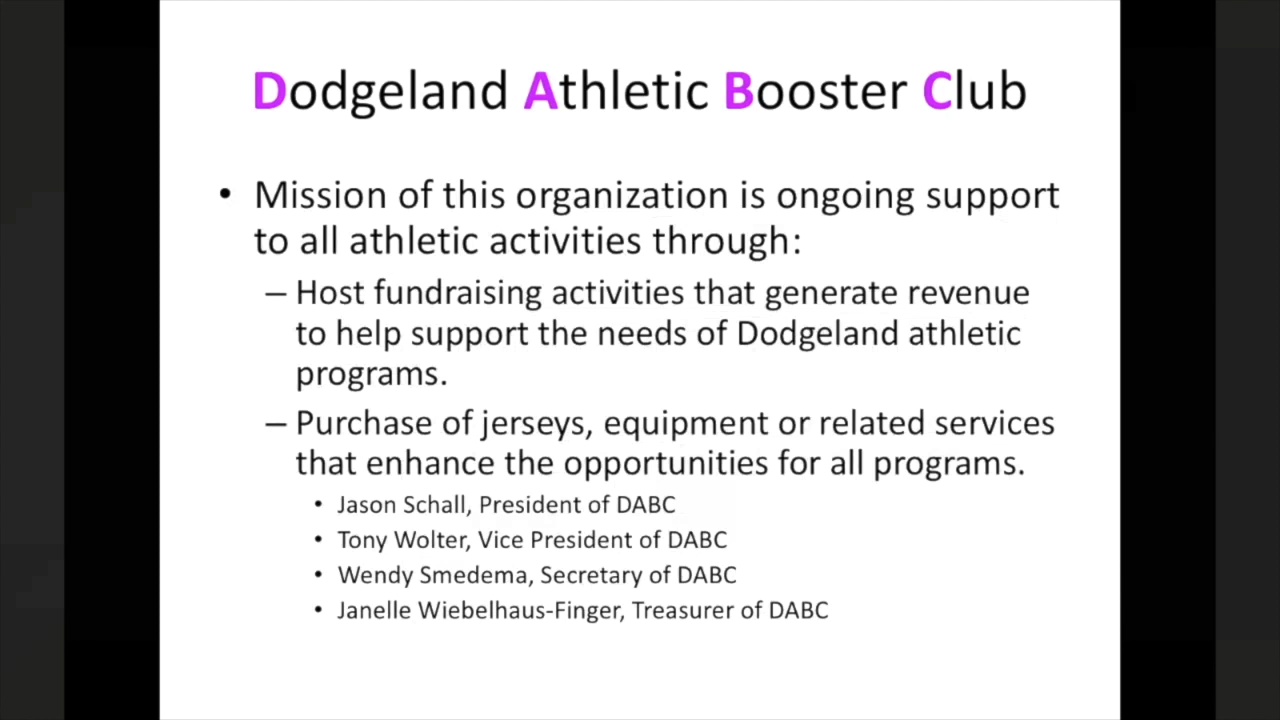 Dodgeland Athletic Booster Club
• Mission of this organization is ongoing support
to all athletic activities through:
– Host fundraising activities that generate revenue
to help support the needs of Dodgeland athletic
programs.
– Purchase of jerseys, equipment or related services
that enhance the opportunities for all programs.
• Jason Schall, President of DABC
• Tony Wolter, Vice President of DABC
• Wendy Smedema, Secretary of DABC
• Janelle Wiebelhaus-Finger, Treasurer of DABC